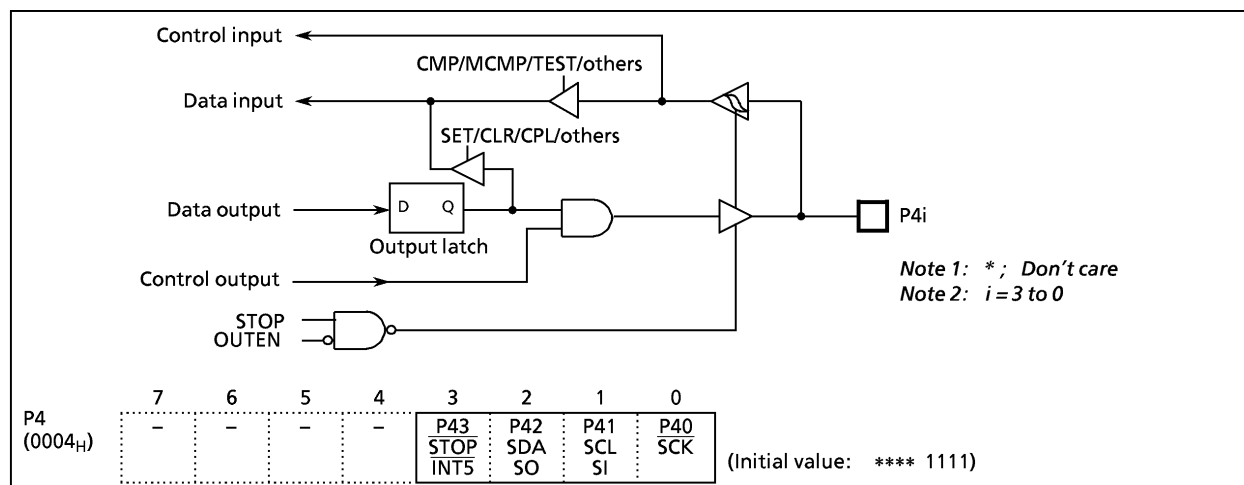 Control input
CMP/MCMP/TEST/others
Data input
SET/CLR/CPL/others
Data output
D Q
P4i
Output latch
Control output
Note 1: * ; Don't care
Note 2: i = 3 to 0
STOP
OUTEN
7 6 5 4 3 2 1 0
P4
(0004H)
– – – – P43 P42 P41 P40
STOP SDA SCL SCK
INT5 SO SI
(Initial value: **** 1111)